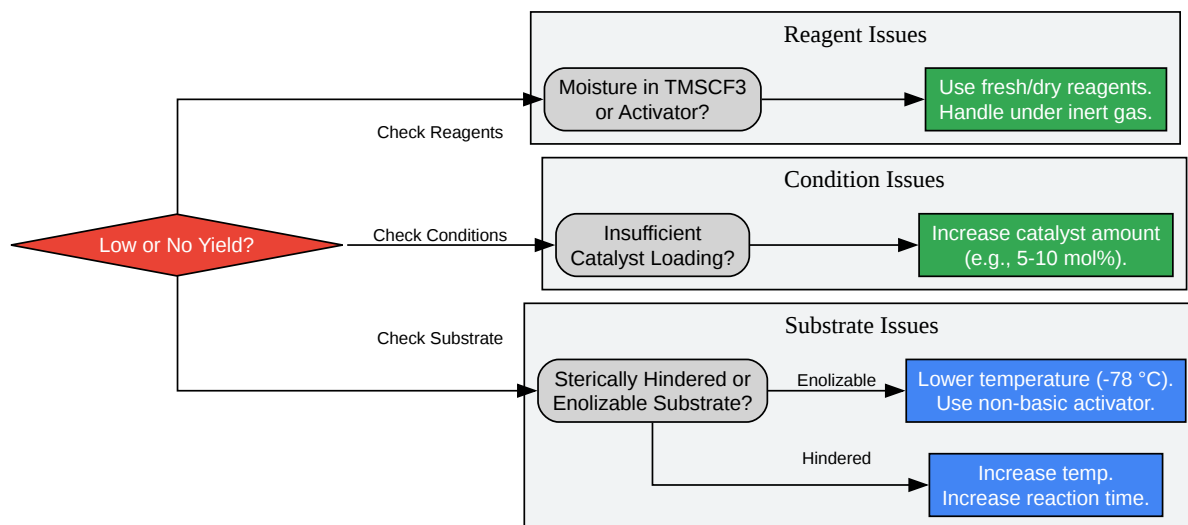 Reagent Issues
Moisture in TMSCF3
or Activator?
Use fresh/dry reagents.
Handle under inert gas.
Check Reagents
Condition Issues
Low or No Yield?
Check Conditions
Insufficient
Catalyst Loading?
Increase catalyst amount
(e.g., 5-10 mol%).
Substrate Issues
Check Substrate
Sterically Hindered or
Enolizable Substrate?
Enolizable
Lower temperature (-78 °C).
Use non-basic activator.
Hindered
Increase temp.
Increase reaction time.